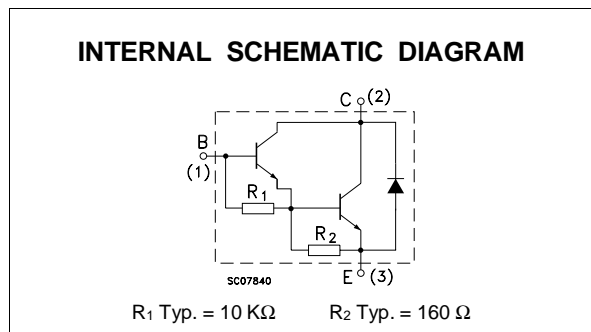 INTERNAL SCHEMATIC DIAGRAM
C (2)
B
(1)
R1
R2
SC07840
E (3)
R1 Typ. = 10 KΩ R2 Typ. = 160 Ω